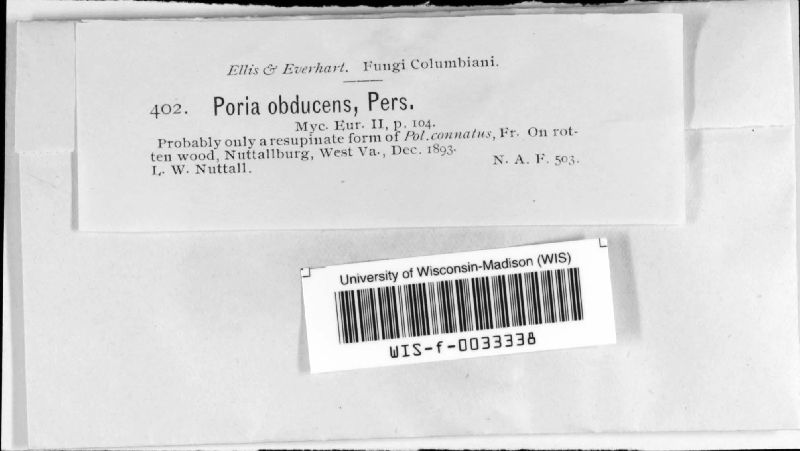 Ellis & Everhart. Fungi Columbiani.
402. Poria obducens, Pers.
Myc. Eur. II, p. 104.
Probably only a resupinate form of Pol. connatus, Fr. On rot-
ten wood, Nuttallburg, West Va., Dec. 1893.
L. W. Nuttall. N. A. F. 503.
University of Wisconsin-Madison (WIS)
WIS-f-0033338